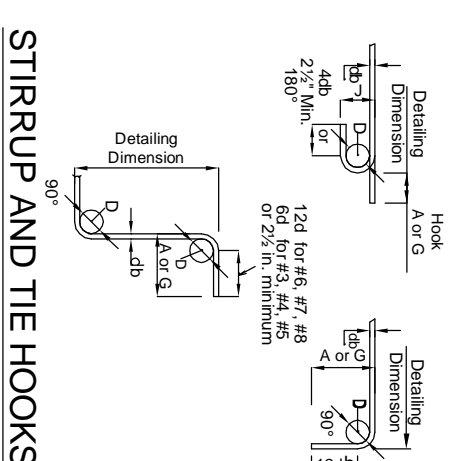 Detailing
Dimension
Hook
A or G
db
4db or
2½" Min.
180°
D
Detailing
Dimension
D
90°
db
A or G
D
12d for #6, #7, #8
6d for #3, #4, #5
or 2½ in. minimum
Detailing
Dimension
db
A or G
D
90°
STIRRUP AND TIE HOOKS